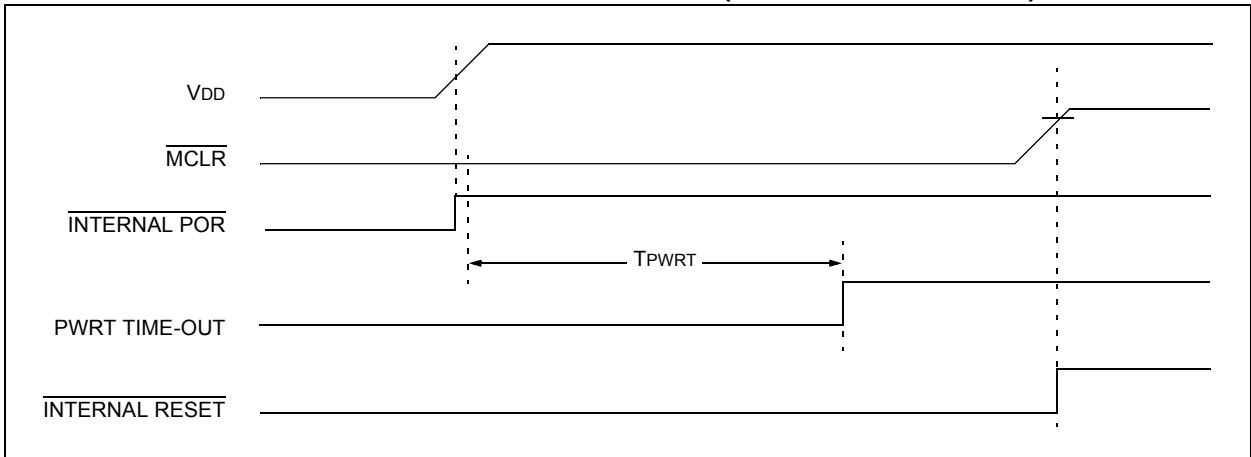 VDD
MCLR
INTERNAL POR
TPWRT
PWRT TIME-OUT
INTERNAL RESET